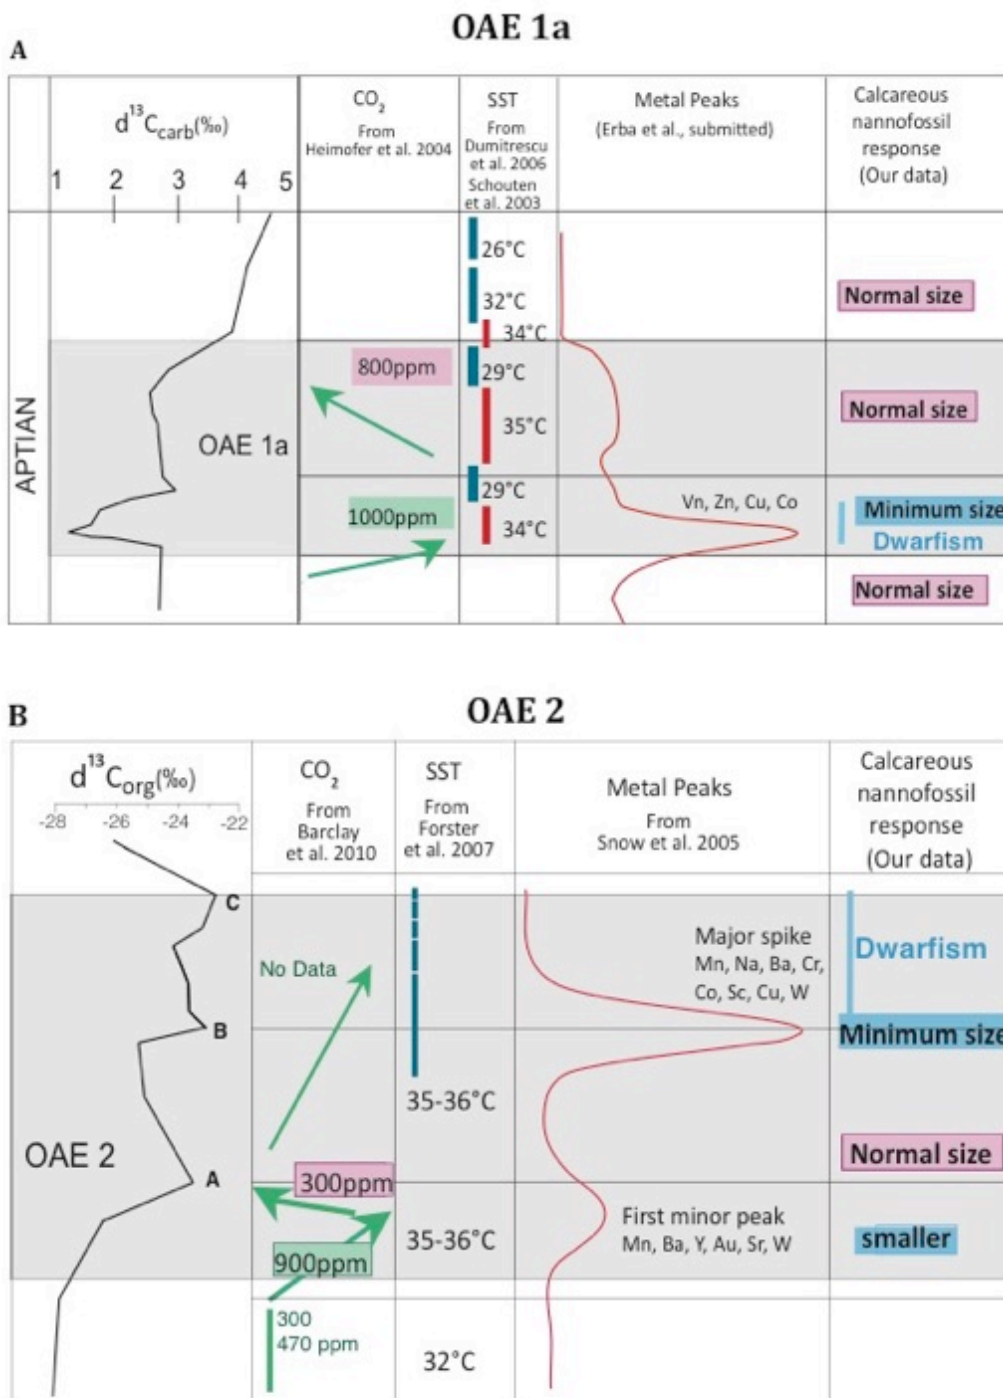 OAE 1a
A
d13Ccarb(‰)
1 2 3 4 5
CO2
From
Heimofer et al. 2004
SST
From
Dumitrescu
et al. 2006
Schouten
et al. 2003
Metal Peaks
(Erba et al., submitted)
Calcareous
nannofossil
response
(Our data)
APTIAN
OAE 1a
800ppm
1000ppm
26°C
32°C
34°C
29°C
35°C
29°C
34°C
Vn, Zn, Cu, Co
Normal size
Normal size
Minimum size
Dwarfism
Normal size
OAE 2
B
d13Corg(‰)
-28 -26 -24 -22
CO2
From
Barclay
et al. 2010
SST
From
Forster
et al. 2007
Metal Peaks
From
Snow et al. 2005
Calcareous
nannofossil
response
(Our data)
C
B
A
OAE 2
No Data
300ppm
900ppm
300
470 ppm
35-36°C
35-36°C
32°C
Major spike
Mn, Na, Ba, Cr,
Co, Sc, Cu, W
First minor peak
Mn, Ba, Y, Au, Sr, W
Dwarfism
Minimum size
Normal size
smaller